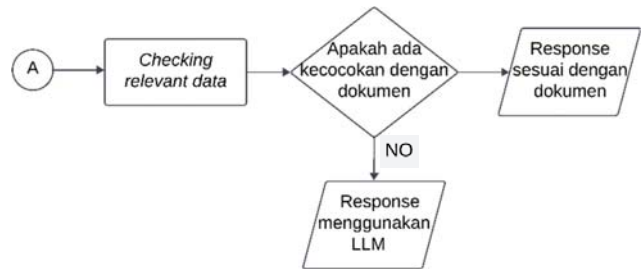 A
Checking
relevant data
Apakah ada
kecocokan dengan
dokumen
Response
sesuai dengan
dokumen
NO
Response
menggunakan
LLM